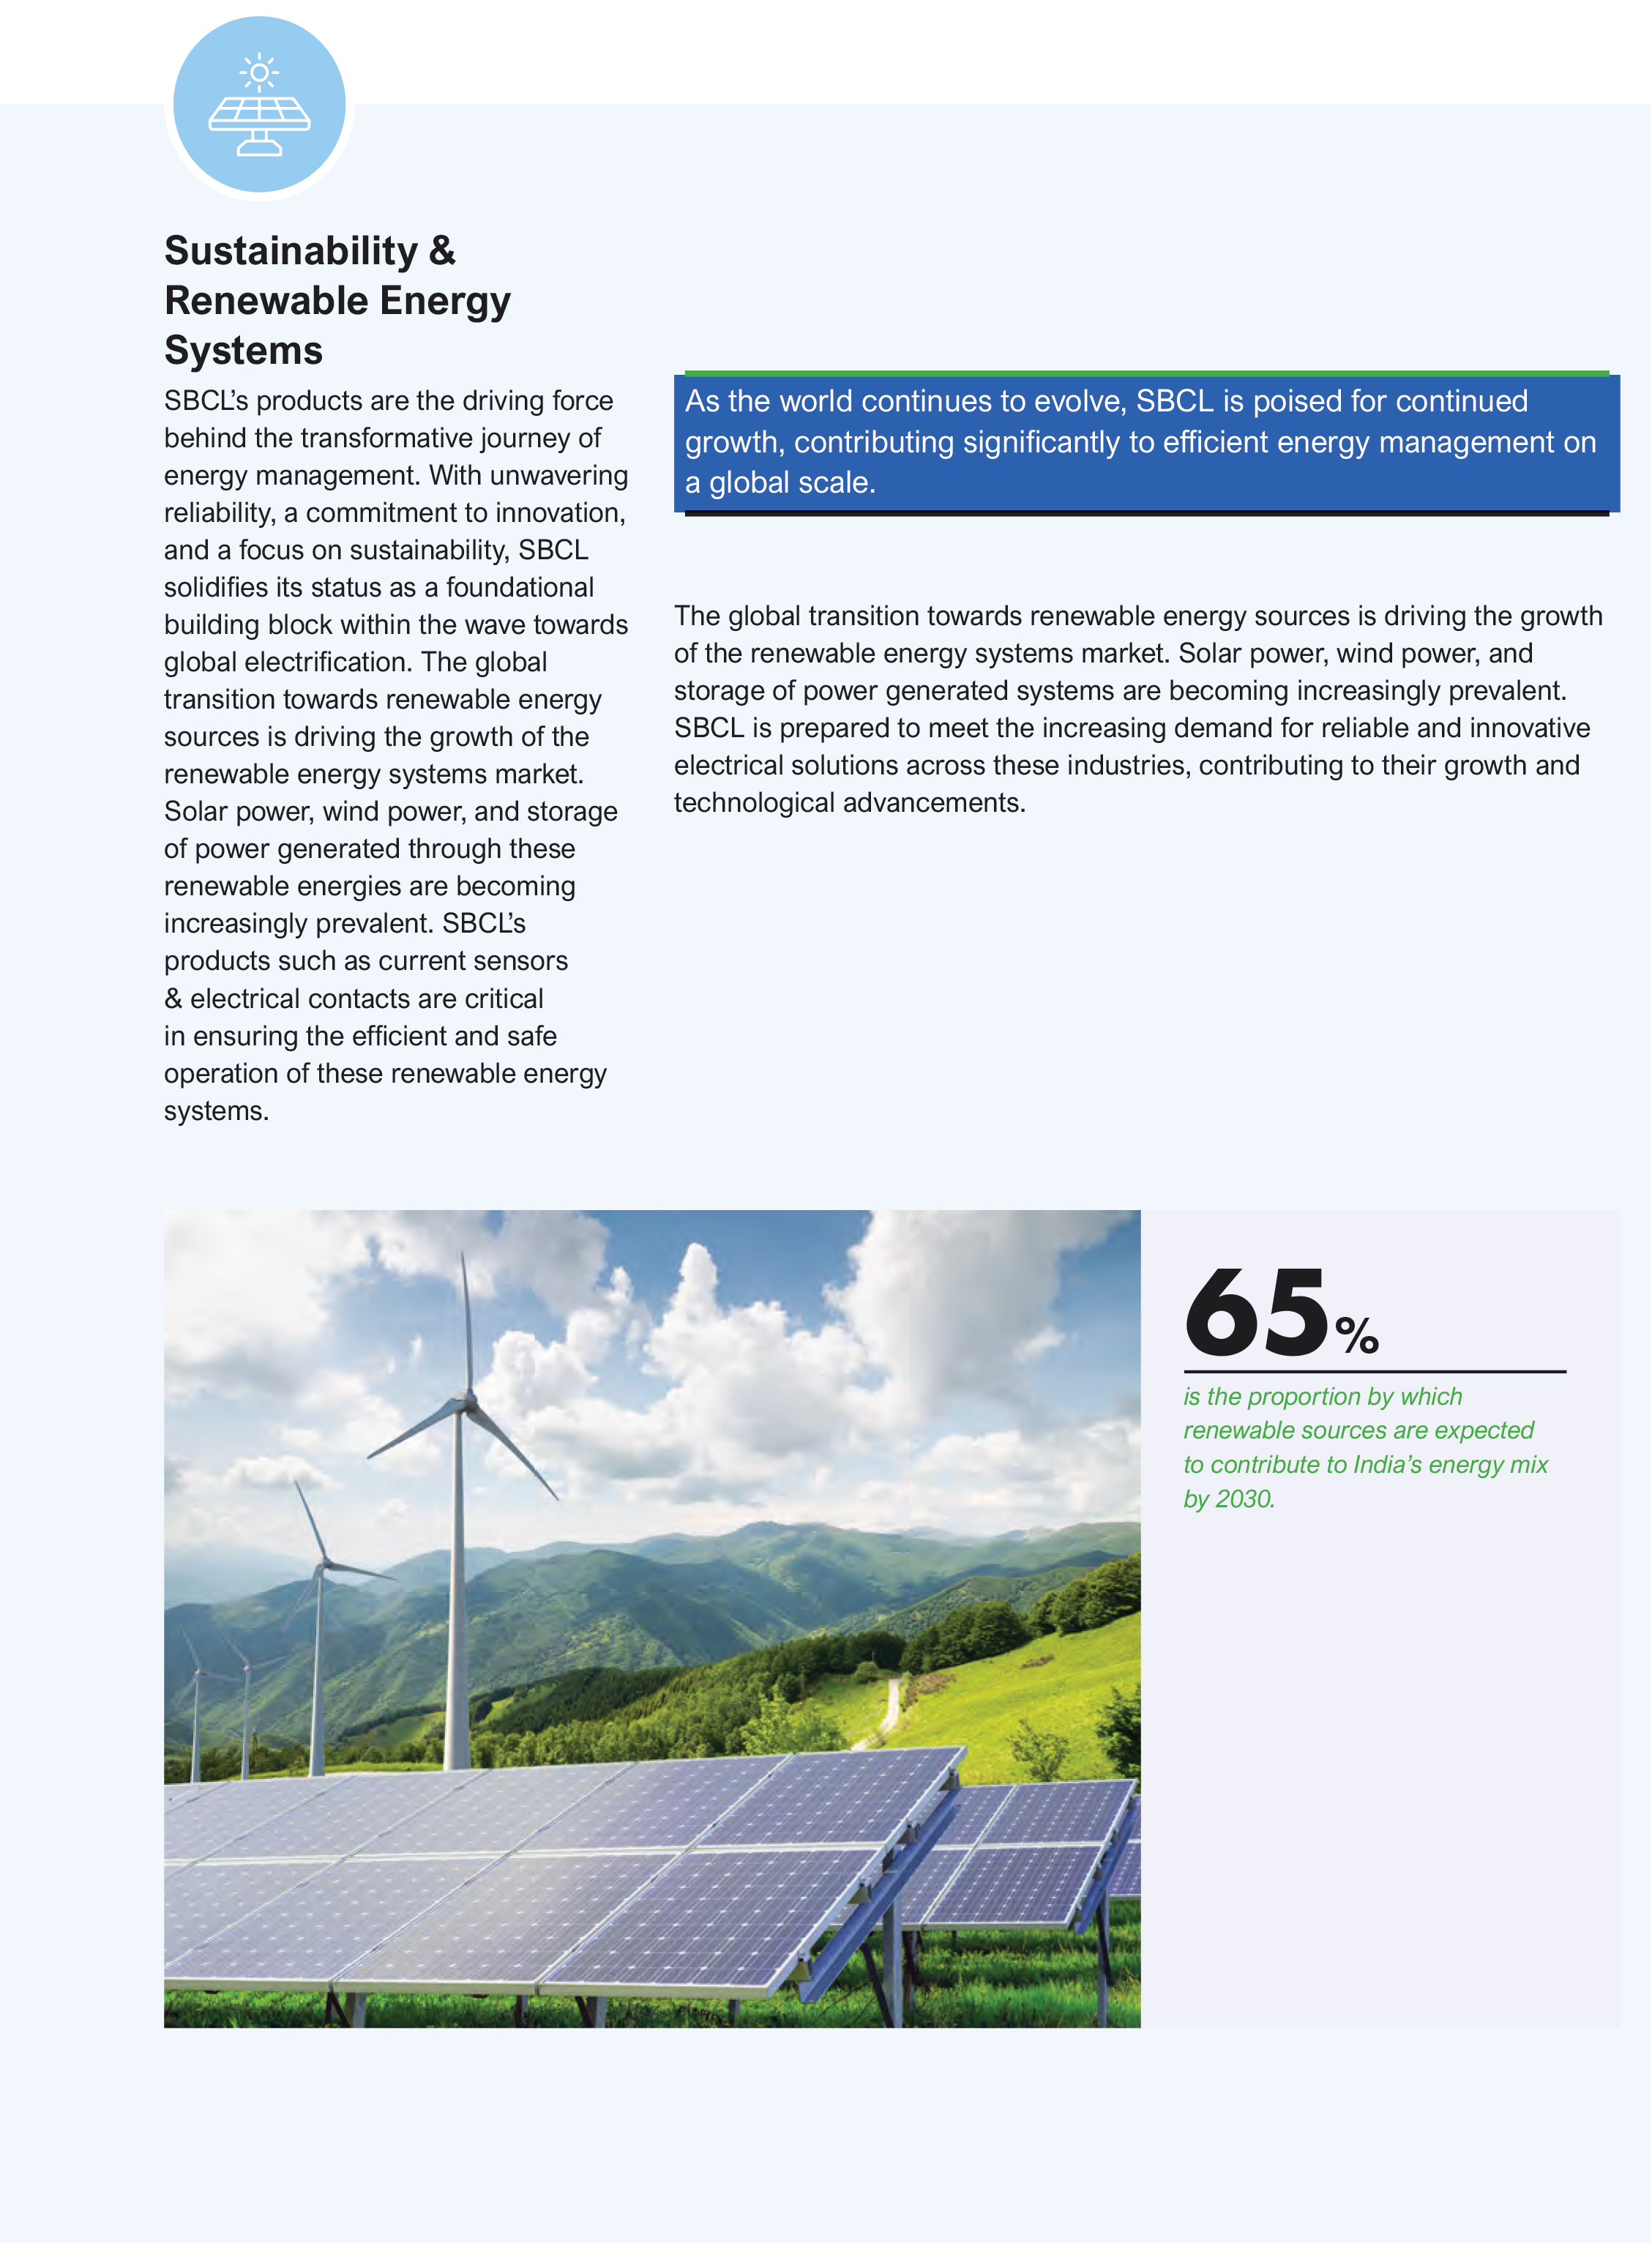 Sustainability &
Renewable Energy
Systems
SBCL’s products are the driving force
behind the transformative journey of
energy management. With unwavering
reliability, a commitment to innovation,
and a focus on sustainability, SBCL
solidifies its status as a foundational
building block within the wave towards
global electrification. The global
transition towards renewable energy
sources is driving the growth of the
renewable energy systems market.
Solar power, wind power, and storage
of power generated through these
renewable energies are becoming
increasingly prevalent. SBCL’s
products such as current sensors
& electrical contacts are critical
in ensuring the efficient and safe
operation of these renewable energy
systems.
As the world continues to evolve, SBCL is poised for continued
growth, contributing significantly to efficient energy management on
a global scale.
The global transition towards renewable energy sources is driving the growth
of the renewable energy systems market. Solar power, wind power, and
storage of power generated systems are becoming increasingly prevalent.
SBCL is prepared to meet the increasing demand for reliable and innovative
electrical solutions across these industries, contributing to their growth and
technological advancements.
65%
is the proportion by which
renewable sources are expected
to contribute to India’s energy mix
by 2030.